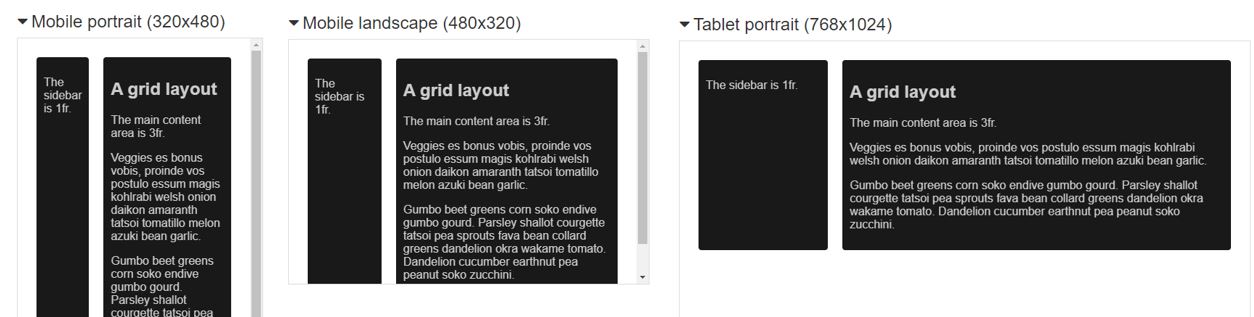 Mobile portrait (320x480)
The
sidebar
is 1fr.
A grid layout
The main content
area is 3fr.
Veggies es bonus
vobis, proinde vos
postulo essum magis
kohlrabi welsh onion
daikon amaranth
tatsoi tomatillo melon
azuki bean garlic.
Gumbo beet greens
corn soko endive
gumbo gourd.
Parsley shallot
courgette tatsoi pea
Mobile landscape (480x320)
The
sidebar is
1fr.
A grid layout
The main content area is 3fr.
Veggies es bonus vobis, proinde vos
postulo essum magis kohlrabi welsh
onion daikon amaranth tatsoi tomatillo
melon azuki bean garlic.
Gumbo beet greens corn soko endive
gumbo gourd. Parsley shallot courgette
tatsoi pea sprouts fava bean collard
greens dandelion okra wakame tomato.
Dandelion cucumber earthnut pea
peanut soko zucchini.
Tablet portrait (768x1024)
The sidebar is 1fr.
A grid layout
The main content area is 3fr.
Veggies es bonus vobis, proinde vos postulo essum magis kohlrabi
welsh onion daikon amaranth tatsoi tomatillo melon azuki bean garlic.
Gumbo beet greens corn soko endive gumbo gourd. Parsley shallot
courgette tatsoi pea sprouts fava bean collard greens dandelion okra
wakame tomato. Dandelion cucumber earthnut pea peanut soko
zucchini.